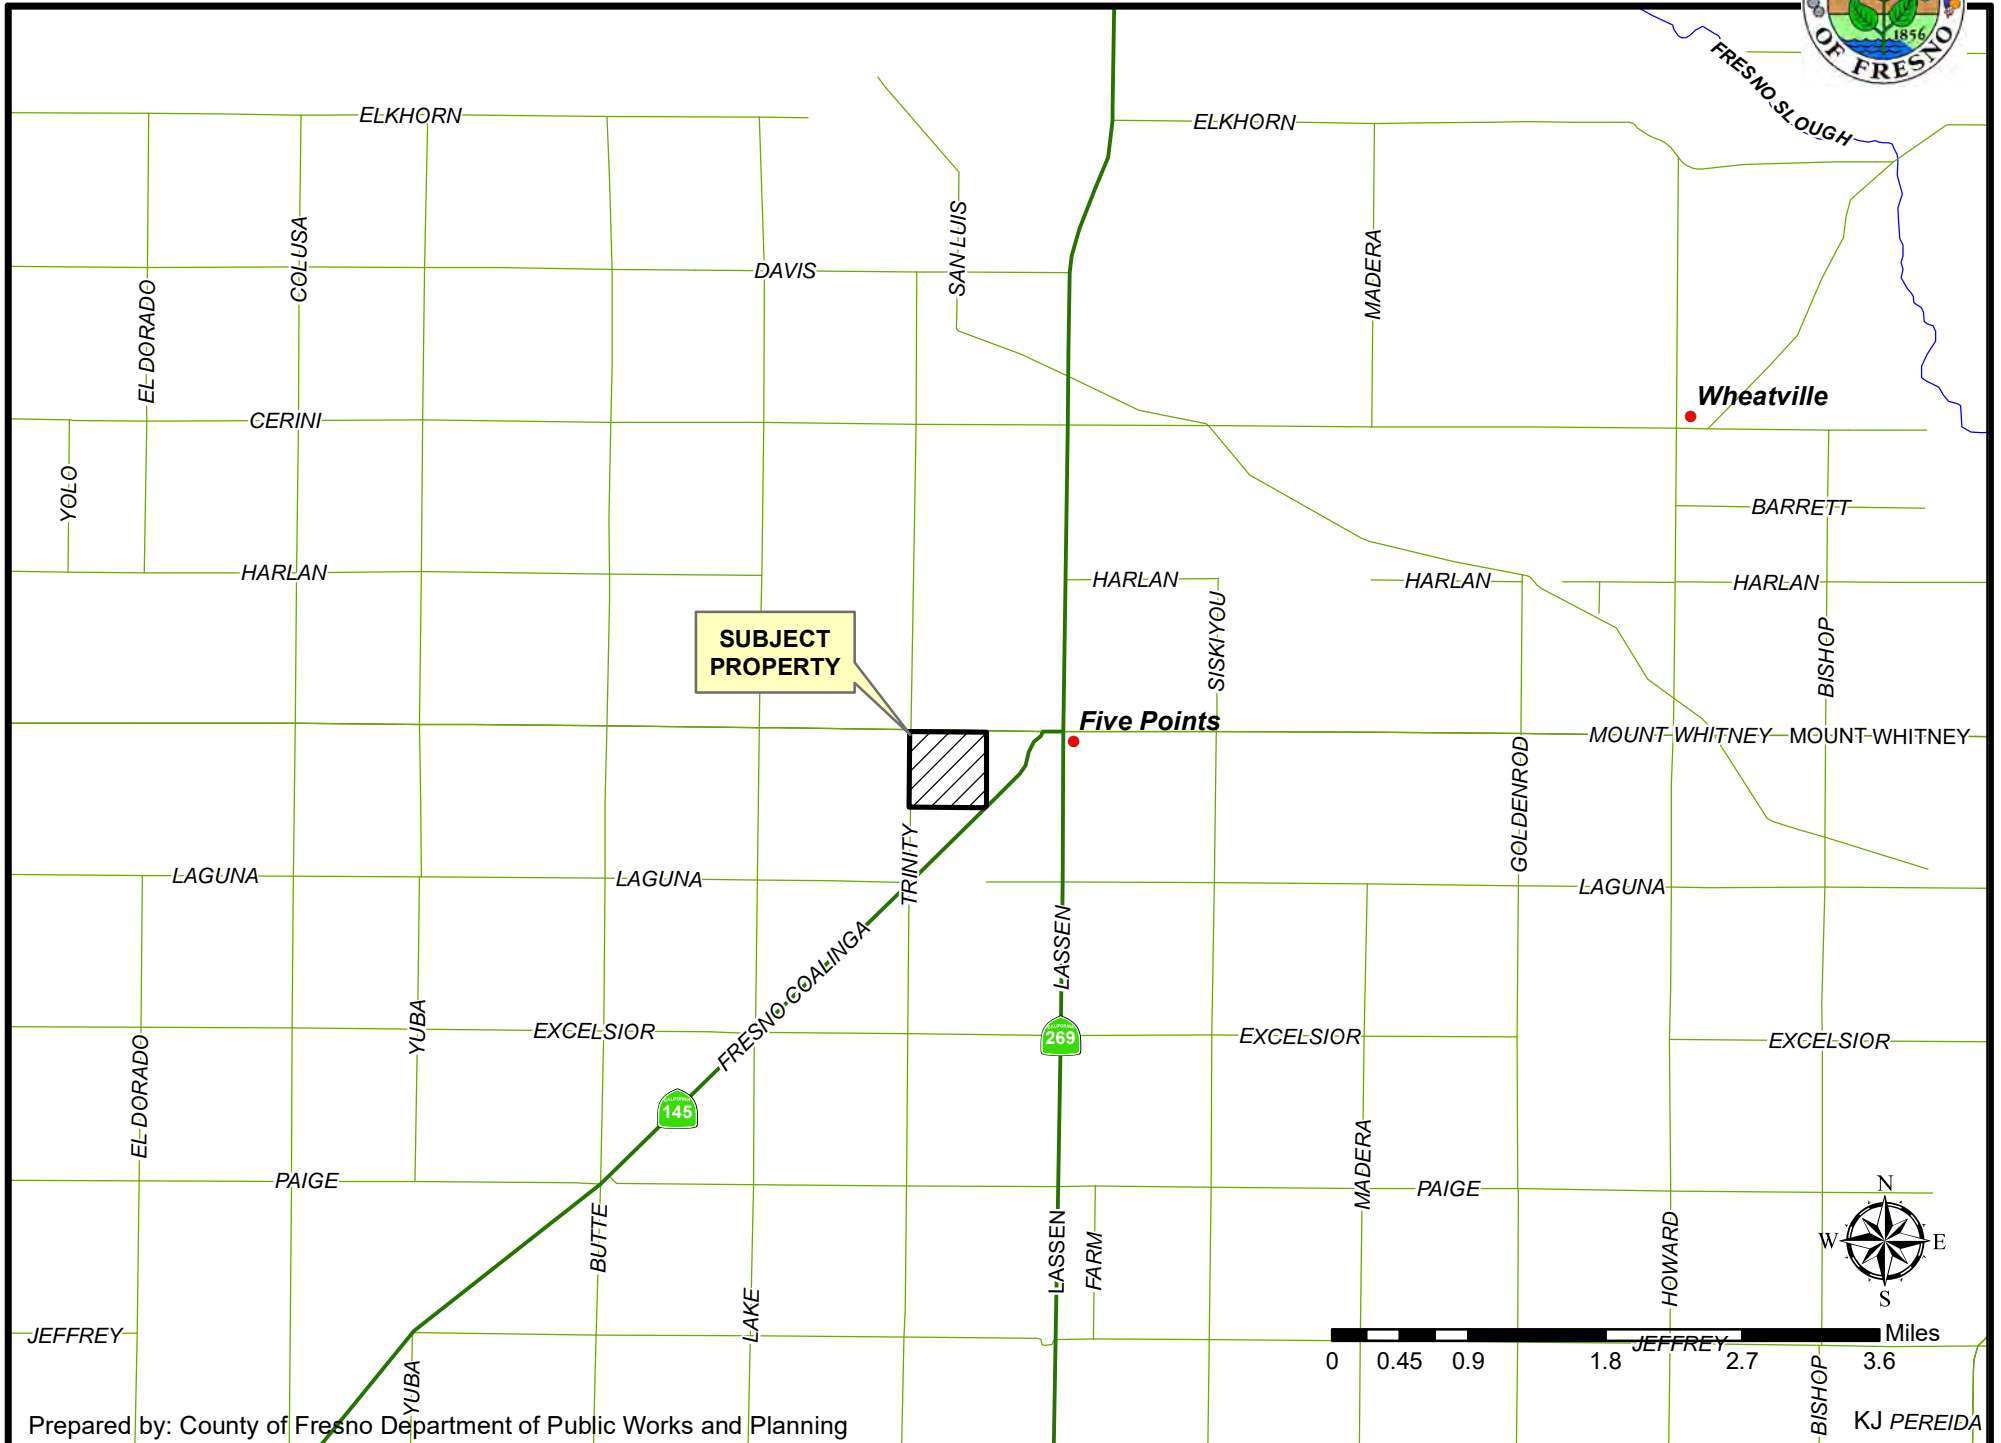 1856
OF FRESNO
FRESNO SLOUGH
ELKHORN
ELKHORN
COLUSA
SAN LUIS
MADERA
DAVIS
EL DORADO
Wheatville
CERINI
YOLO
BARRETT
HARLAN
HARLAN
HARLAN
HARLAN
SISKIYOU
BISHOP
SUBJECT
PROPERTY
Five Points
MOUNT WHITNEY
MOUNT WHITNEY
GOLDENROD
TRINITY
LAGUNA
LAGUNA
LAGUNA
LASSEN
FRESNO-COALINGA
YUBA
EXCELSIOR
CALIFORNIA
269
EXCELSIOR
EXCELSIOR
EL DORADO
CALIFORNIA
145
MADERA
PAIGE
PAIGE
N
W
E
S
BUTTE
LASSEN
FARM
HOWARD
LAKE
JEFFREY
JEFFREY
Miles
0 0.45 0.9 1.8 2.7 3.6
YUBA
BISHOP
Prepared by: County of Fresno Department of Public Works and Planning
KJ PEREIDA